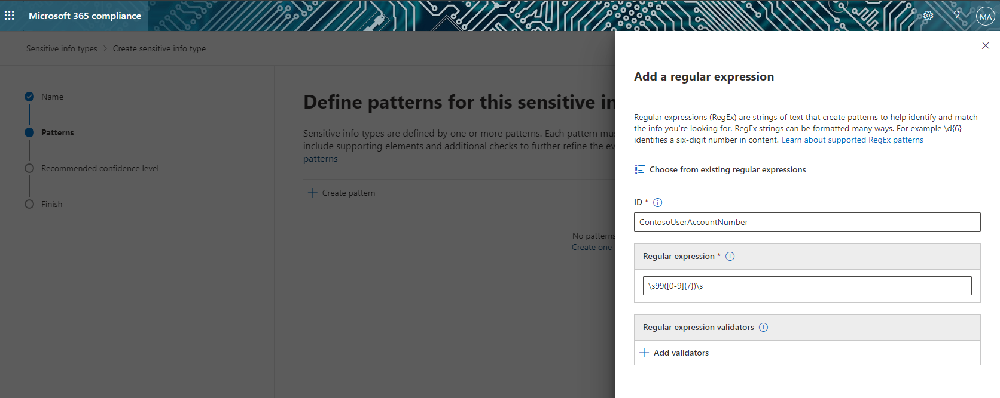 Microsoft 365 compliance
?
MA
Sensitive info types > Create sensitive info type
Name
Patterns
Recommended confidence level
Finish
Define patterns for this sensitive in
Sensitive info types are defined by one or more patterns. Each pattern mu
include supporting elements and additional checks to further refine the ev
patterns
Create pattern
No patterns
Create one
Add a regular expression
Regular expressions (RegEx) are strings of text that create patterns to help identify and match
the info you're looking for. RegEx strings can be formatted many ways. For example \d{6}
identifies a six-digit number in content. Learn about supported RegEx patterns
Choose from existing regular expressions
ID *
ContosoUserAccountNumber
Regular expression *
\s99([0-9]{7})\s
Regular expression validators
Add validators